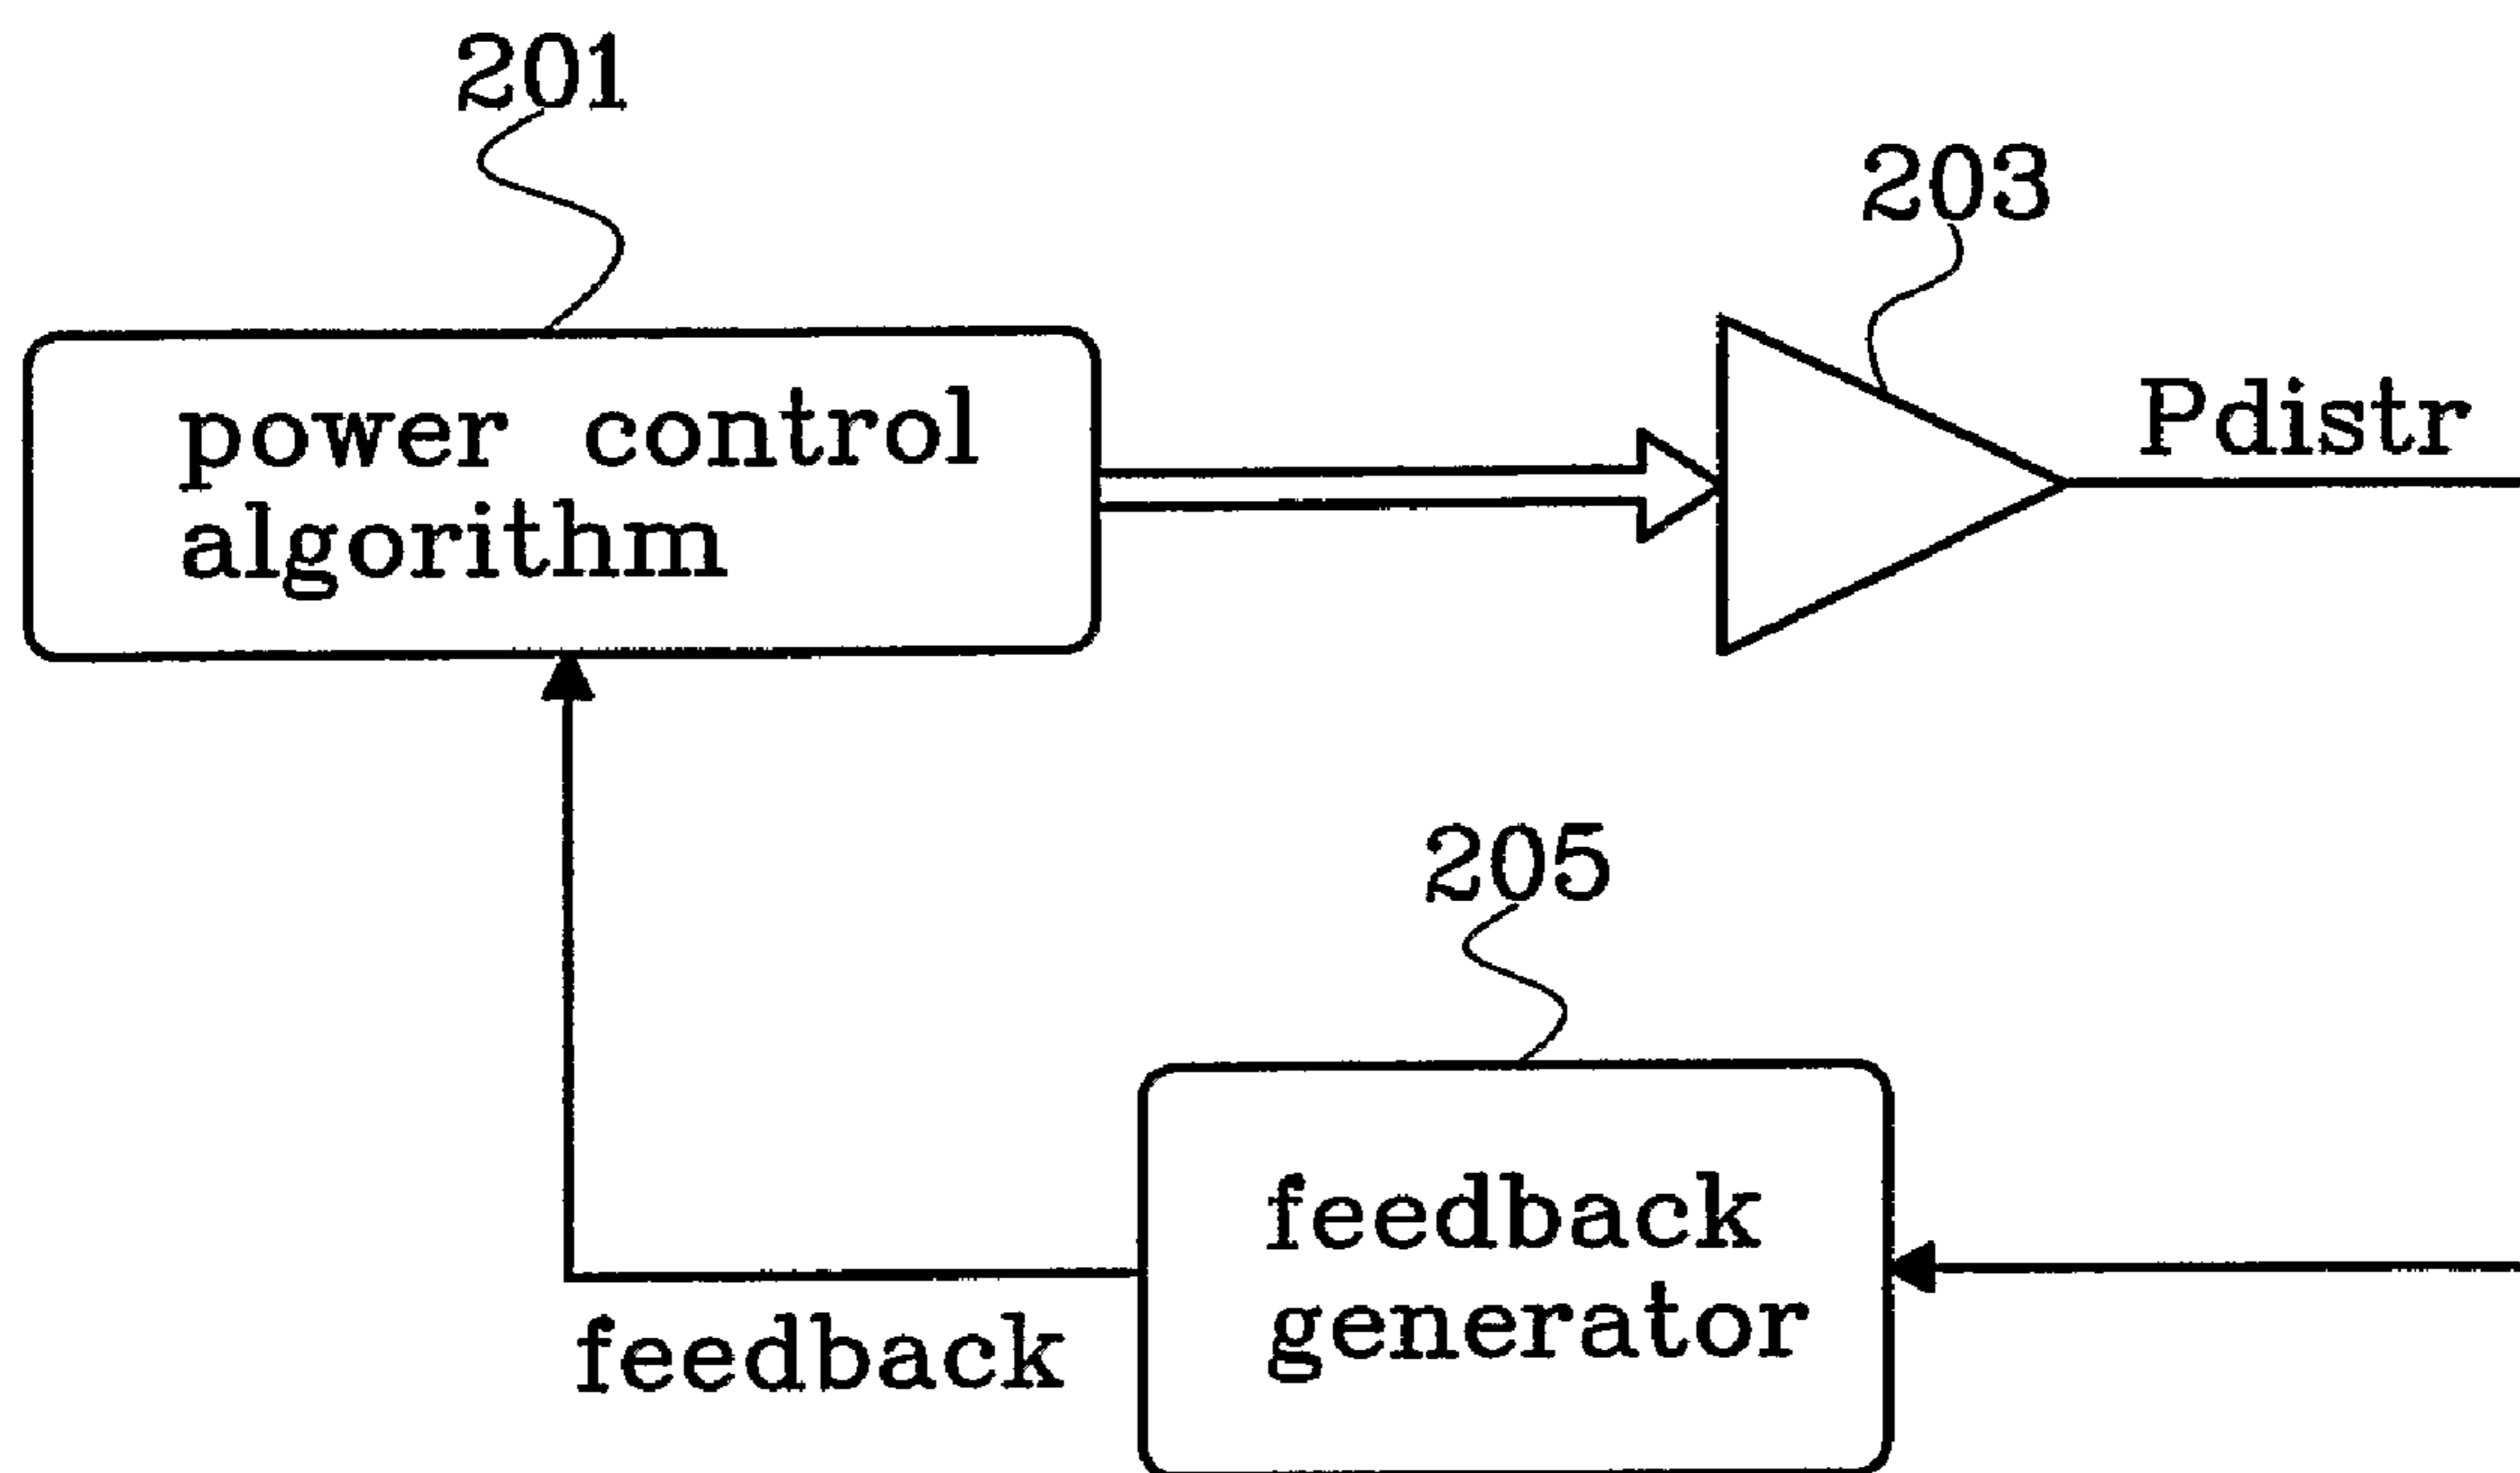 201
203
power control
algorithm
Pdistr
205
feedback
generator
feedback